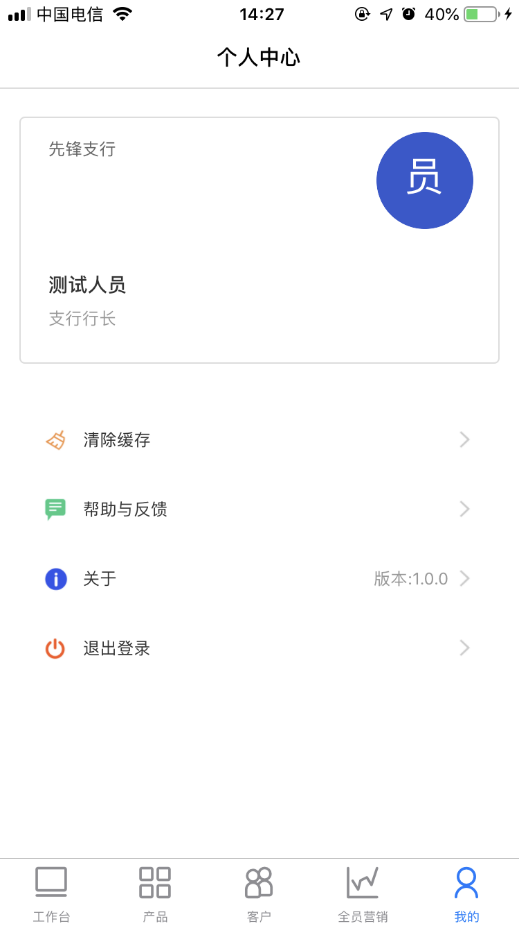 中国电信 14:27 40%
个人中心
先锋支行
员
测试人员
支行行长
清除缓存
帮助与反馈
关于 版本:1.0.0
退出登录
工作台 产品 客户 全员营销 我的